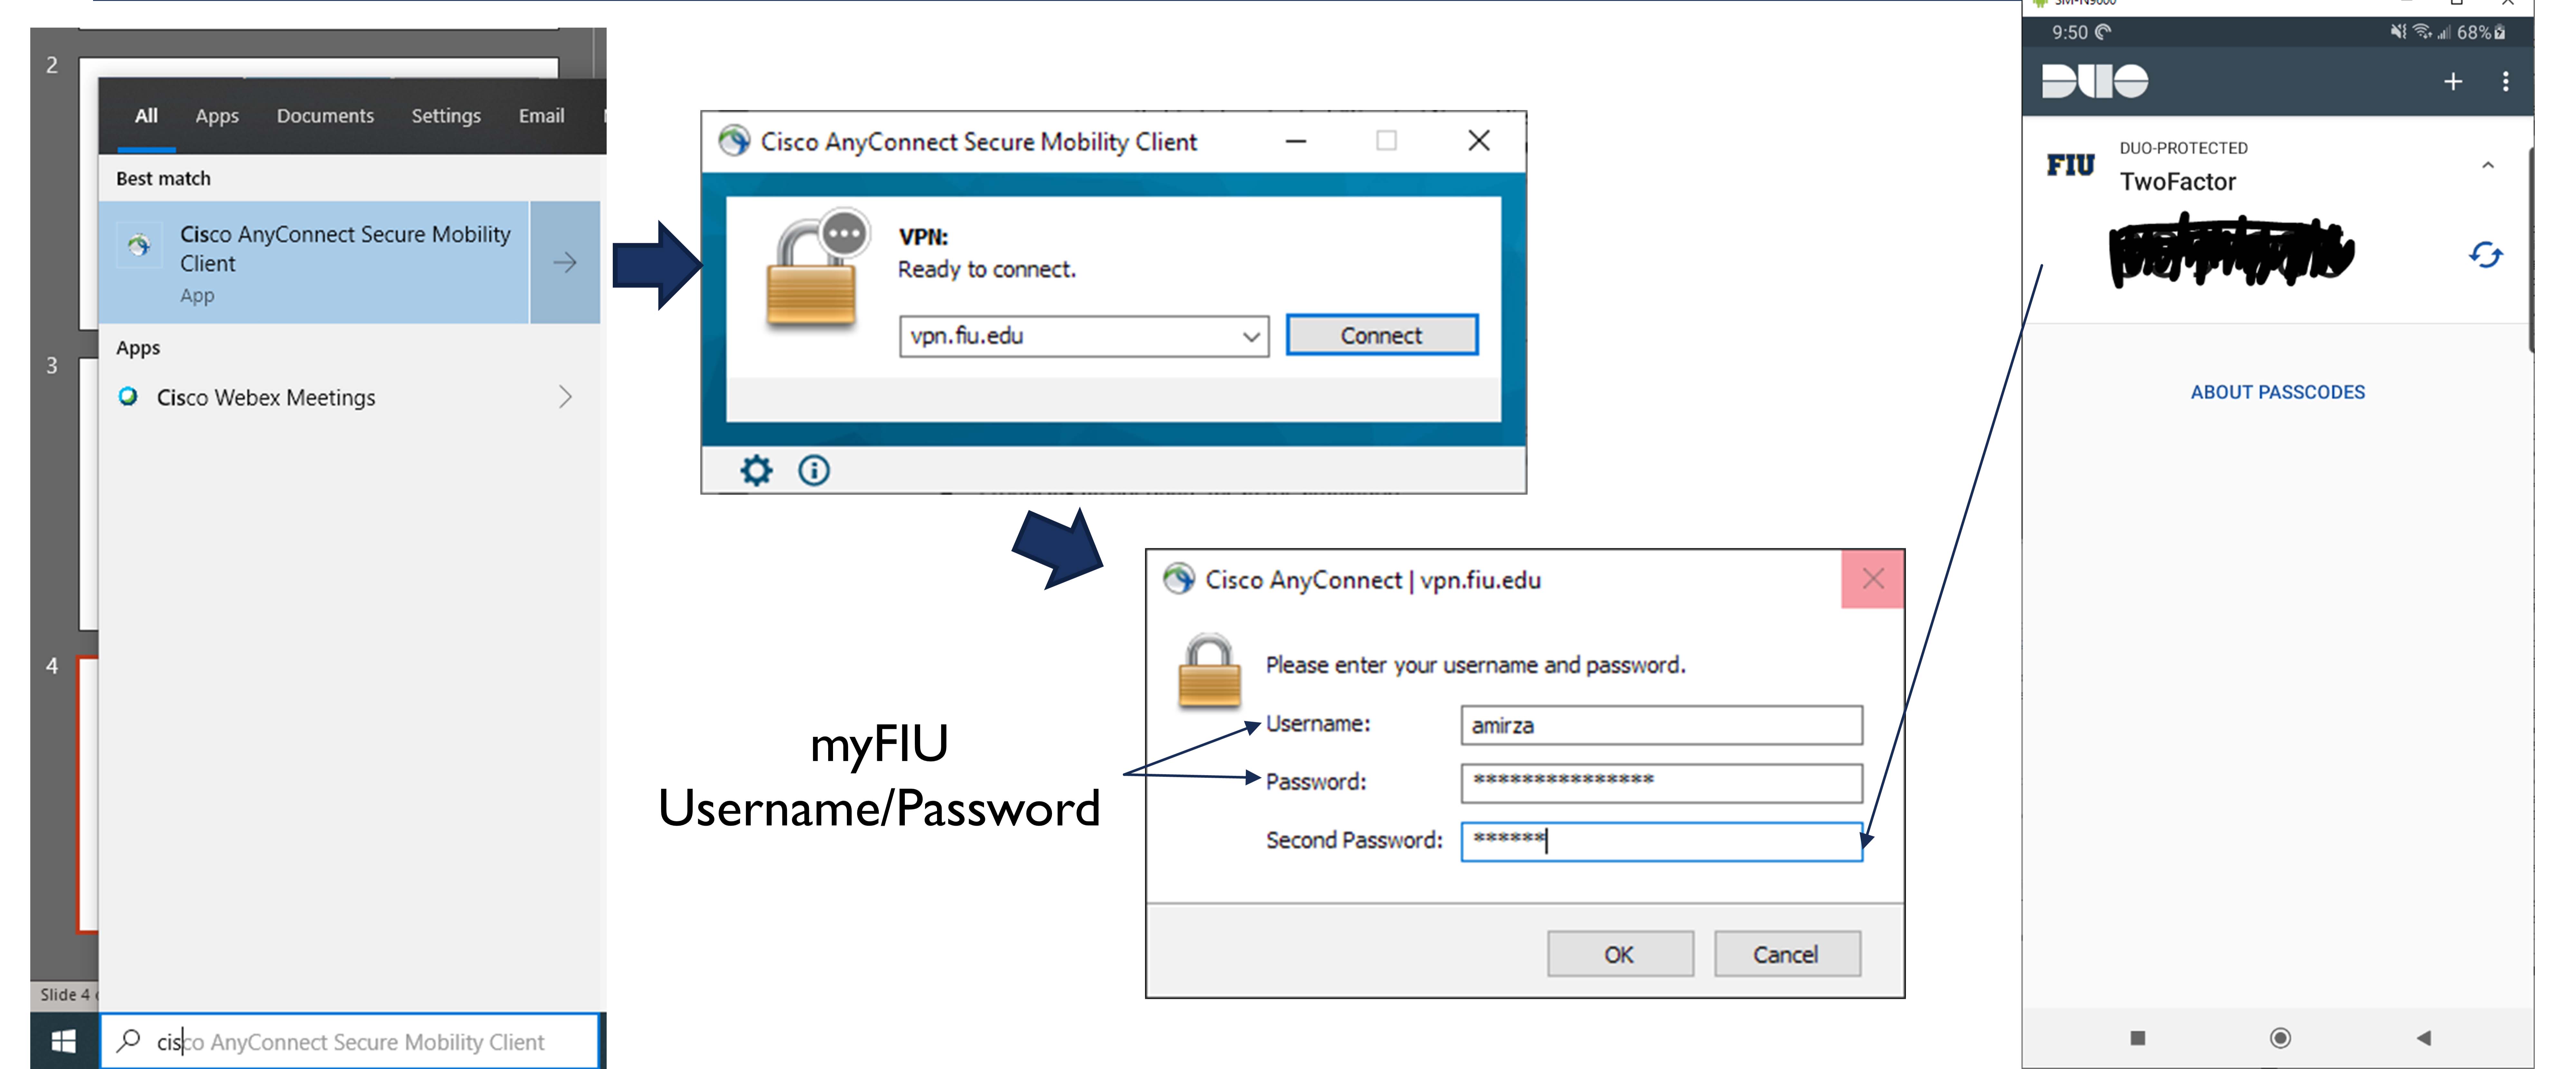 2
3
4
Slide 4
All Apps Documents Settings Email
Best match
Cisco AnyConnect Secure Mobility
Client
App
Apps
Cisco Webex Meetings
cisco AnyConnect Secure Mobility Client
Cisco AnyConnect Secure Mobility Client
VPN:
Ready to connect.
vpn.fiu.edu
Connect
myFIU
Username/Password
Cisco AnyConnect | vpn.fiu.edu
Please enter your username and password.
Username: amirza
Password: ***************
Second Password: ******
OK Cancel
9:50 68%
DUO
FIU
DUO-PROTECTED
TwoFactor
ABOUT PASSCODES